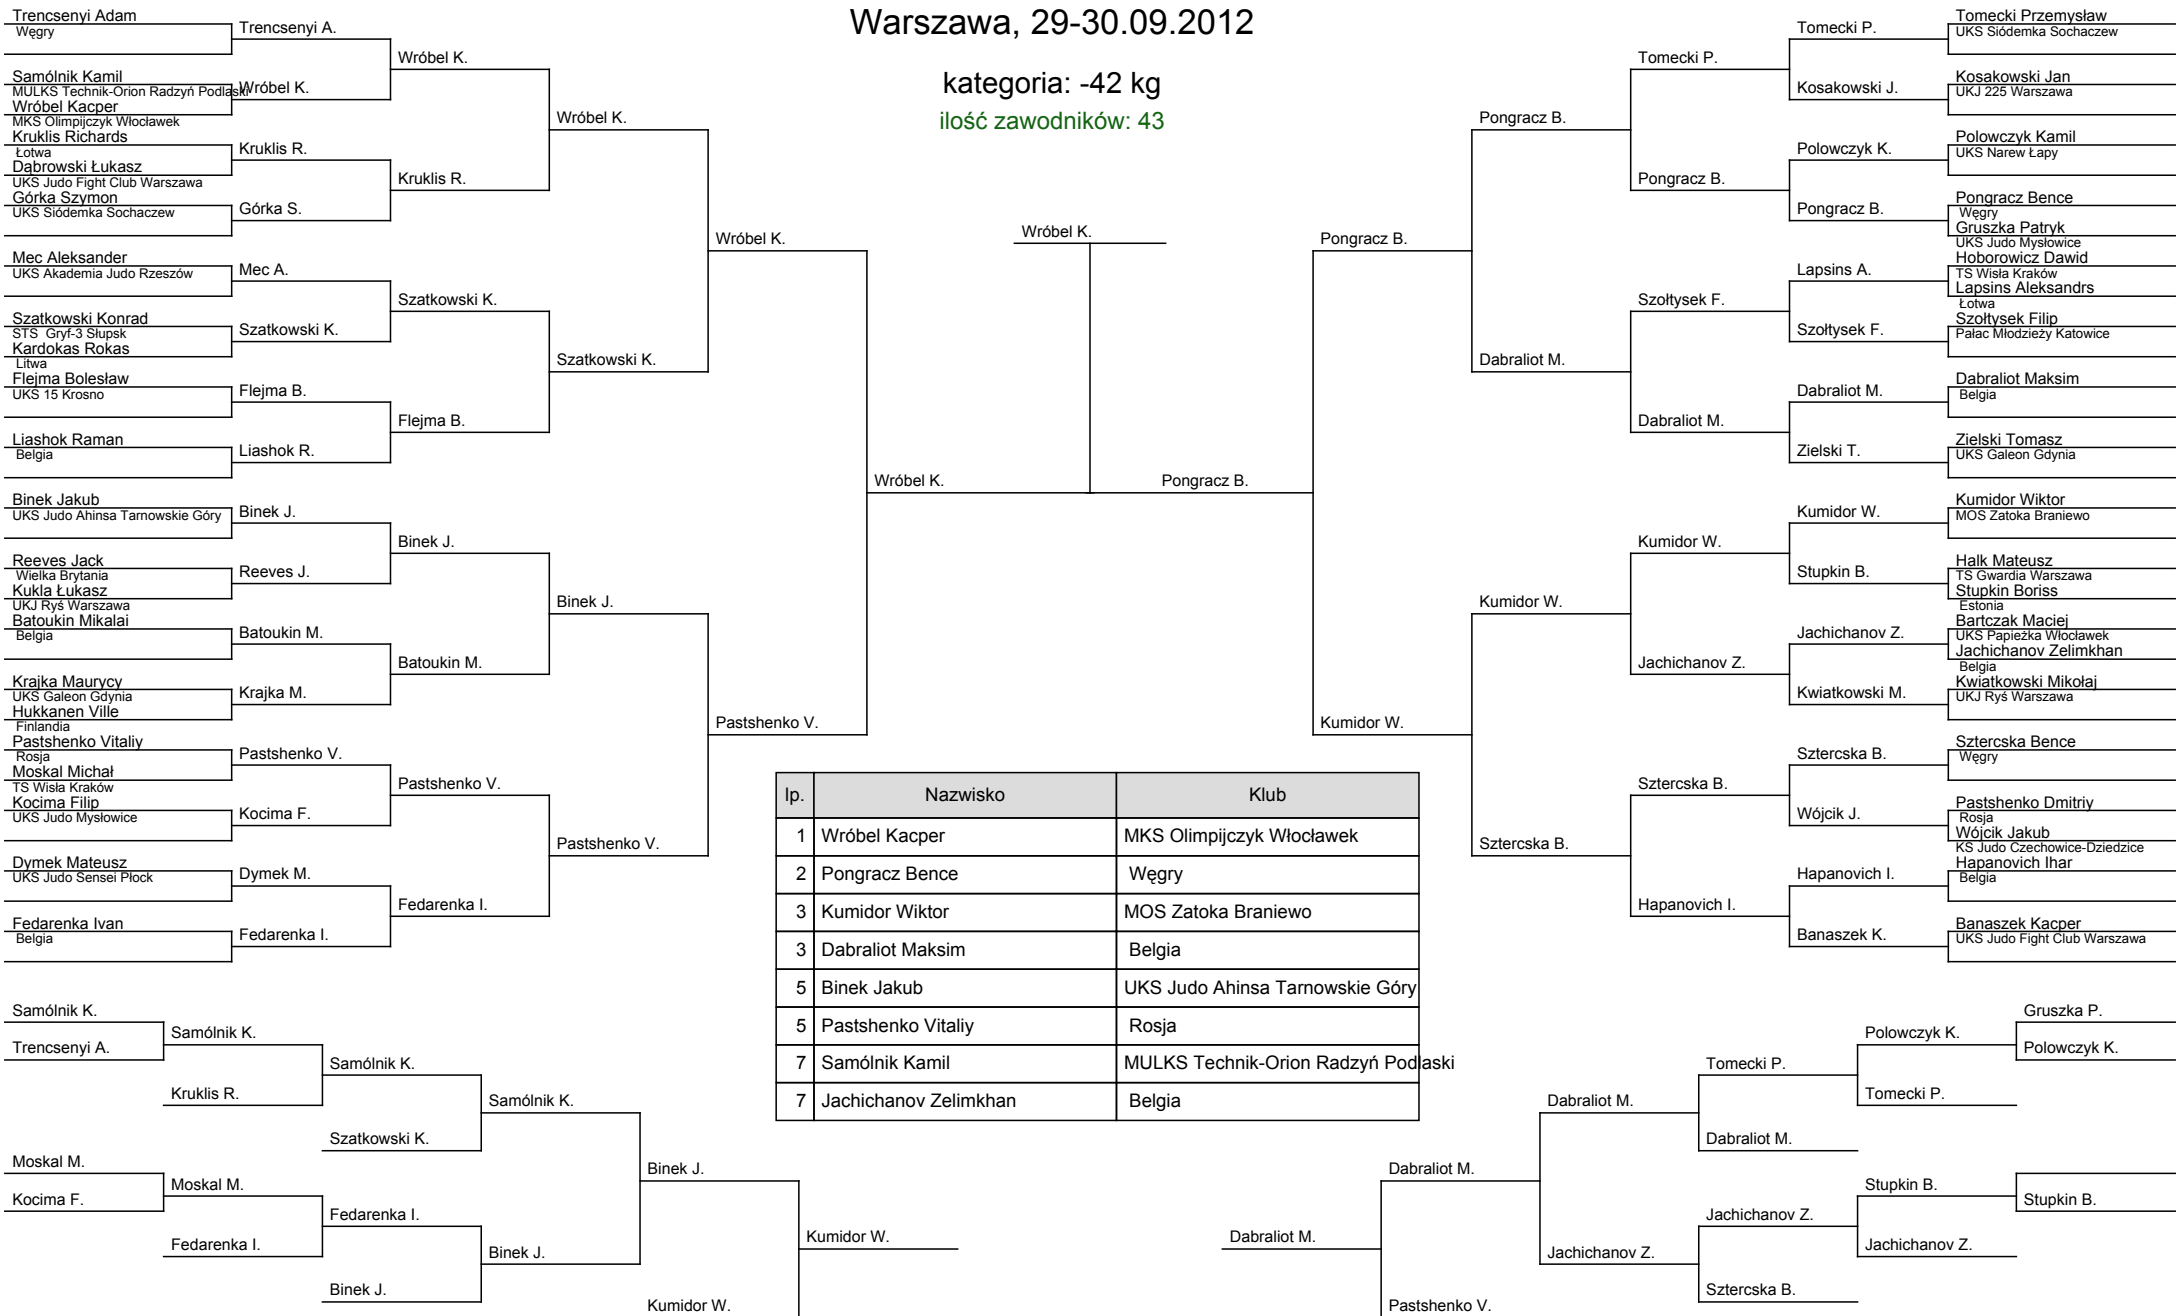 Warszawa, 29-30.09.2012
kategoria: -42 kg
ilość zawodników: 43
Trencsenyi Adam
Węgry
Samólnik Kamil
MULKS Technik-Orion Radzyń Podlaski
Wróbel Kacper
MKS Olimpijczyk Włocławek
Kruklis Richards
Łotwa
Dąbrowski Łukasz
UKS Judo Fight Club Warszawa
Górka Szymon
UKS Siódemka Sochaczew
Mec Aleksander
UKS Akademia Judo Rzeszów
Szatkowski Konrad
STS Gryf-3 Słupsk
Kardokas Rokas
Litwa
Flejma Bolesław
UKS 15 Krosno
Liashok Raman
Belgia
Binek Jakub
UKS Judo Ahinsa Tarnowskie Góry
Reeves Jack
Wielka Brytania
Kukla Łukasz
UKJ Ryś Warszawa
Batoukin Mikalai
Belgia
Krajka Maurycy
UKS Galeon Gdynia
Hukkanen Ville
Finlandia
Pastshenko Vitaliy
Rosja
Moskal Michał
TS Wisła Kraków
Kocima Filip
UKS Judo Mysłowice
Dymek Mateusz
UKS Judo Sensei Płock
Fedarenka Ivan
Belgia
Trencsenyi A.
Wróbel K.
Kruklis R.
Górka S.
Mec A.
Szatkowski K.
Flejma B.
Liashok R.
Binek J.
Reeves J.
Batoukin M.
Krajka M.
Pastshenko V.
Kocima F.
Dymek M.
Fedarenka I.
Wróbel K.
Kruklis R.
Szatkowski K.
Flejma B.
Binek J.
Batoukin M.
Pastshenko V.
Fedarenka I.
Wróbel K.
Szatkowski K.
Binek J.
Pastshenko V.
Wróbel K.
Pastshenko V.
Wróbel K.
Wróbel K.
Pongracz B.
Pongracz B.
Kumidor W.
Pongracz B.
Dabraliot M.
Kumidor W.
Sztercska B.
Tomecki P.
Pongracz B.
Szołtysek F.
Dabraliot M.
Kumidor W.
Jachichanov Z.
Sztercska B.
Hapanovich I.
Tomecki P.
Kosakowski J.
Polowczyk K.
Pongracz B.
Lapsins A.
Szołtysek F.
Dabraliot M.
Zielski T.
Kumidor W.
Stupkin B.
Jachichanov Z.
Kwiatkowski M.
Sztercska B.
Wójcik J.
Hapanovich I.
Banaszek K.
Tomecki Przemysław
UKS Siódemka Sochaczew
Kosakowski Jan
UKJ 225 Warszawa
Polowczyk Kamil
UKS Narew Łapy
Pongracz Bence
Węgry
Gruszka Patryk
UKS Judo Mysłowice
Hoborowicz Dawid
TS Wisła Kraków
Lapsins Aleksandrs
Łotwa
Szołtysek Filip
Pałac Młodzieży Katowice
Dabraliot Maksim
Belgia
Zielski Tomasz
UKS Galeon Gdynia
Kumidor Wiktor
MOS Zatoka Braniewo
Halk Mateusz
TS Gwardia Warszawa
Stupkin Boriss
Estonia
Bartczak Maciej
UKS Papieżka Włocławek
Jachichanov Zelimkhan
Belgia
Kwiatkowski Mikołaj
UKJ Ryś Warszawa
Sztercska Bence
Węgry
Pastshenko Dmitriy
Rosja
Wójcik Jakub
KS Judo Czechowice-Dziedzice
Hapanovich Ihar
Belgia
Banaszek Kacper
UKS Judo Fight Club Warszawa
lp. Nazwisko Klub
1 Wróbel Kacper MKS Olimpijczyk Włocławek
2 Pongracz Bence Węgry
3 Kumidor Wiktor MOS Zatoka Braniewo
3 Dabraliot Maksim Belgia
5 Binek Jakub UKS Judo Ahinsa Tarnowskie Góry
5 Pastshenko Vitaliy Rosja
7 Samólnik Kamil MULKS Technik-Orion Radzyń Podlaski
7 Jachichanov Zelimkhan Belgia
Samólnik K.
Trencsenyi A.
Moskal M.
Kocima F.
Samólnik K.
Kruklis R.
Moskal M.
Fedarenka I.
Samólnik K.
Szatkowski K.
Fedarenka I.
Binek J.
Samólnik K.
Binek J.
Binek J.
Kumidor W.
Kumidor W.
Dabraliot M.
Dabraliot M.
Pastshenko V.
Dabraliot M.
Jachichanov Z.
Tomecki P.
Dabraliot M.
Jachichanov Z.
Sztercska B.
Polowczyk K.
Tomecki P.
Stupkin B.
Jachichanov Z.
Gruszka P.
Polowczyk K.
Stupkin B.